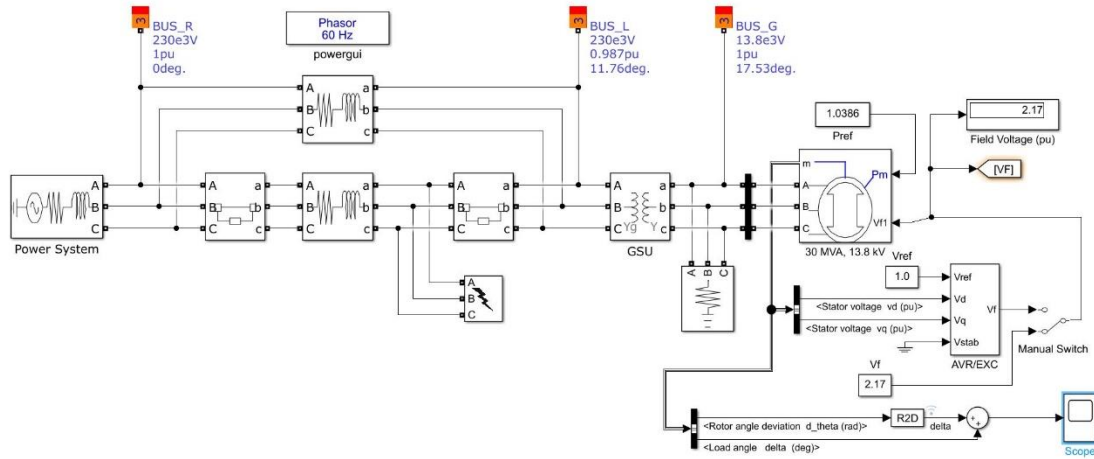 3
BUS_R
230e3V
1pu
0deg.
Phasor
60 Hz
powergui
3
BUS_L
230e3V
0.987pu
11.76deg.
3
BUS_G
13.8e3V
1pu
17.53deg.
A a
B b
C c
1.0386
Pref
2.17
Field Voltage (pu)
[VF]
A
B
C
Power System
A a
B b
C c
A a
B b
C c
A a
B b
C c
A a
B b
C c
Yg Y
GSU
m
A
B
C
Pm
Vf1
30 MVA, 13.8 kV
A
B
C
A B C
Vref
1.0
<Stator voltage vd (pu)>
<Stator voltage vq (pu)>
Vref
Vd
Vq
Vstab
Vf
AVR/EXC
Manual Switch
Vf
2.17
<Rotor angle deviation d_theta (rad)>
R2D
delta
<Load angle delta (deg)>
+
+
Scope